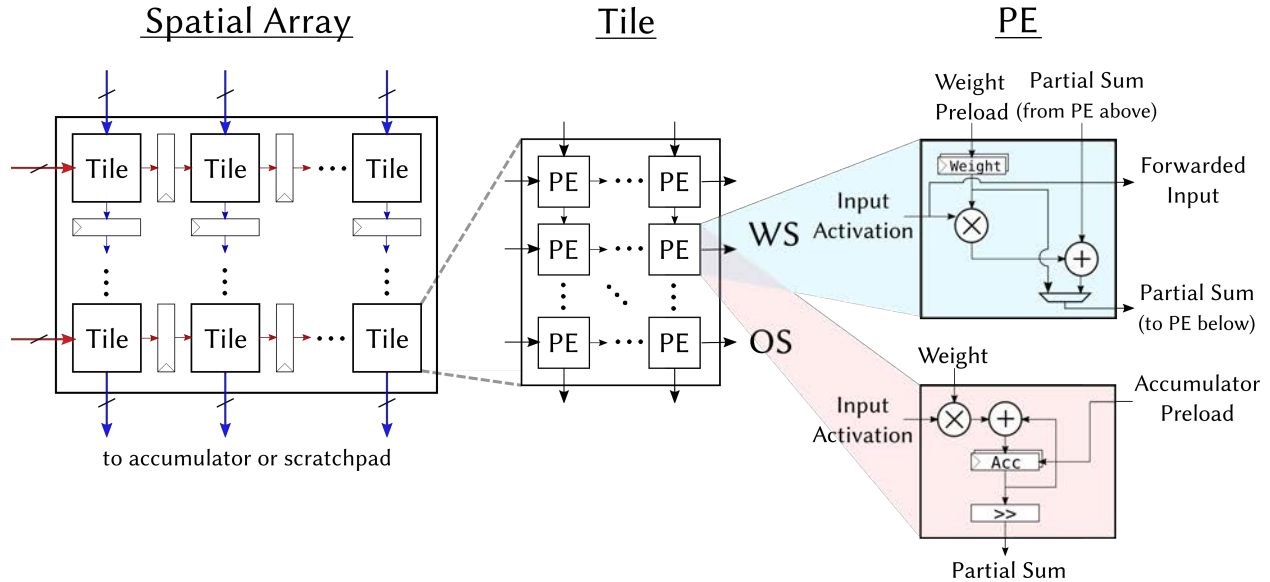 Spatial Array
Tile
PE
Weight
Preload
Partial Sum
(from PE above)
Tile
Tile
Tile
Weight
Forwarded
Input
PE
PE
Input
Activation
WS
PE
PE
×
+
Partial Sum
(to PE below)
Tile
Tile
Tile
PE
PE
OS
Weight
Accumulator
Preload
Input
Activation
×
+
Acc
>>
to accumulator or scratchpad
Partial Sum